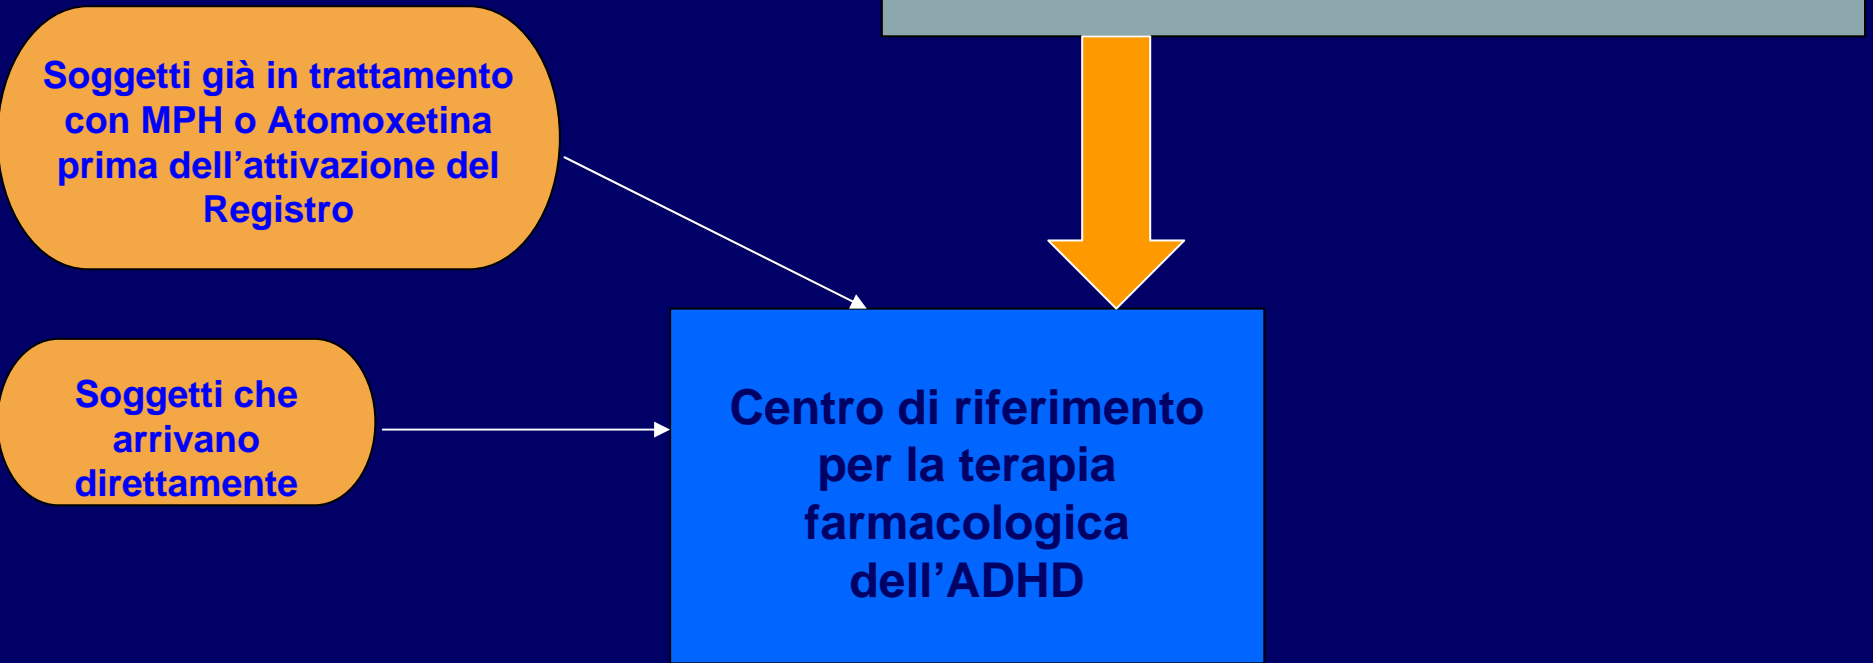 Soggetti già in trattamento
con MPH o Atomoxetina
prima dell’attivazione del
Registro
Soggetti che
arrivano
direttamente
Centro di riferimento
per la terapia
farmacologica
dell’ADHD